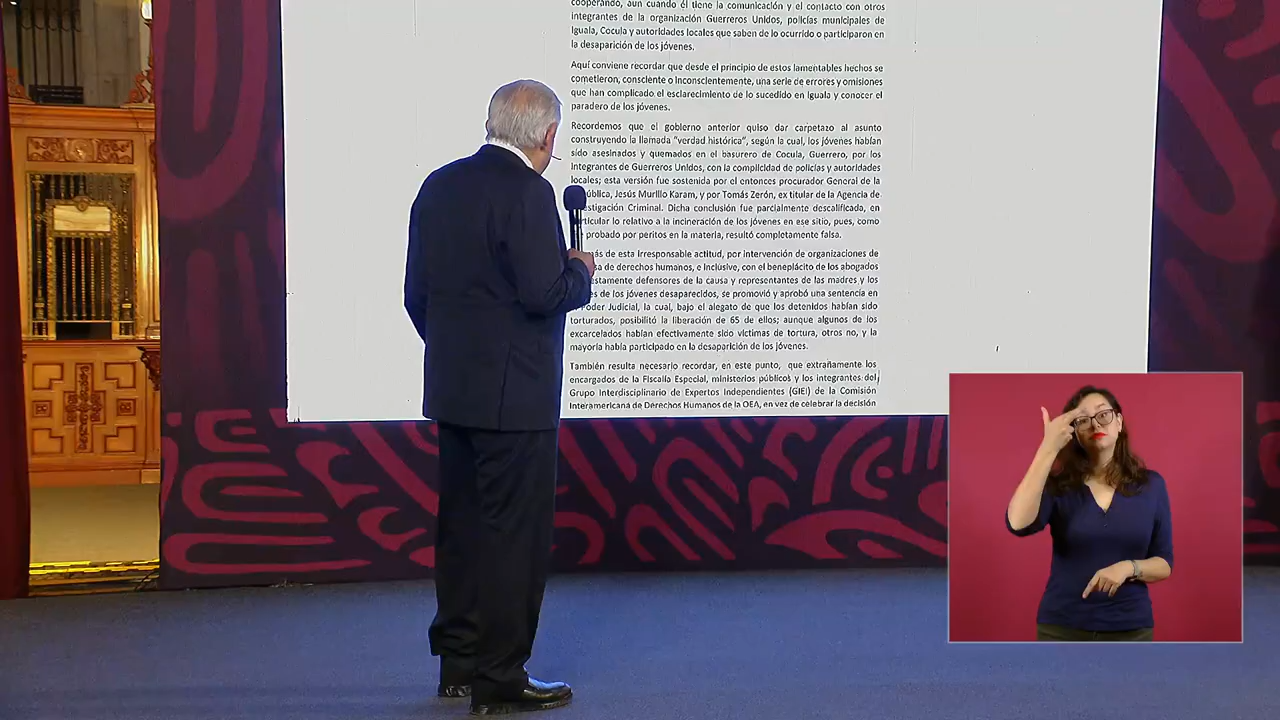 cooperando, aun cuando él tiene la comunicación y el contacto con otros
integrantes de la organización Guerreros Unidos, policías municipales de
Iguala, Cocula y autoridades locales que saben de lo ocurrido o participaron en
la desaparición de los jóvenes.
Aquí conviene recordar que desde el principio de estos lamentables hechos se
cometieron, consciente o inconscientemente, una serie de errores y omisiones
que han complicado el esclarecimiento de lo sucedido en Iguala y conocer el
paradero de los jóvenes.
Recordemos que el gobierno anterior quiso dar carpetazo al asunto
construyendo la llamada "verdad histórica", según la cual, los jóvenes habían
sido asesinados y quemados en el basurero de Cocula, Guerrero, por los
integrantes de Guerreros Unidos, con la complicidad de policías y autoridades
locales; esta versión fue sostenida por el entonces procurador General de la
pública, Jesús Murillo Karam, y por Tomás Zerón, ex titular de la Agencia de
estigación Criminal. Dicha conclusión fue parcialmente descalificada, en
ticular lo relativo a la incineración de los jóvenes en ese sitio, pues, como
probado por peritos en la materia, resultó completamente falsa.
ás de esta irresponsable actitud, por intervención de organizaciones de
sa de derechos humanos, e inclusive, con el beneplácito de los abogados
estamente defensores de la causa y representantes de las madres y los
es de los jóvenes desaparecidos, se promovió y aprobó una sentencia en
Poder Judicial, la cual, bajo el alegato de que los detenidos habían sido
torturados, posibilitó la liberación de 65 de ellos; aunque algunos de los
excarcelados habían efectivamente sido víctimas de tortura, otros no, y la
mayoría había participado en la desaparición de los jóvenes.
También resulta necesario recordar, en este punto, que extrañamente los
encargados de la Fiscalía Especial, ministerios públicos y los integrantes del
Grupo Interdisciplinario de Expertos Independientes (GIEI) de la Comisión
Interamericana de Derechos Humanos de la OEA, en vez de celebrar la decisión